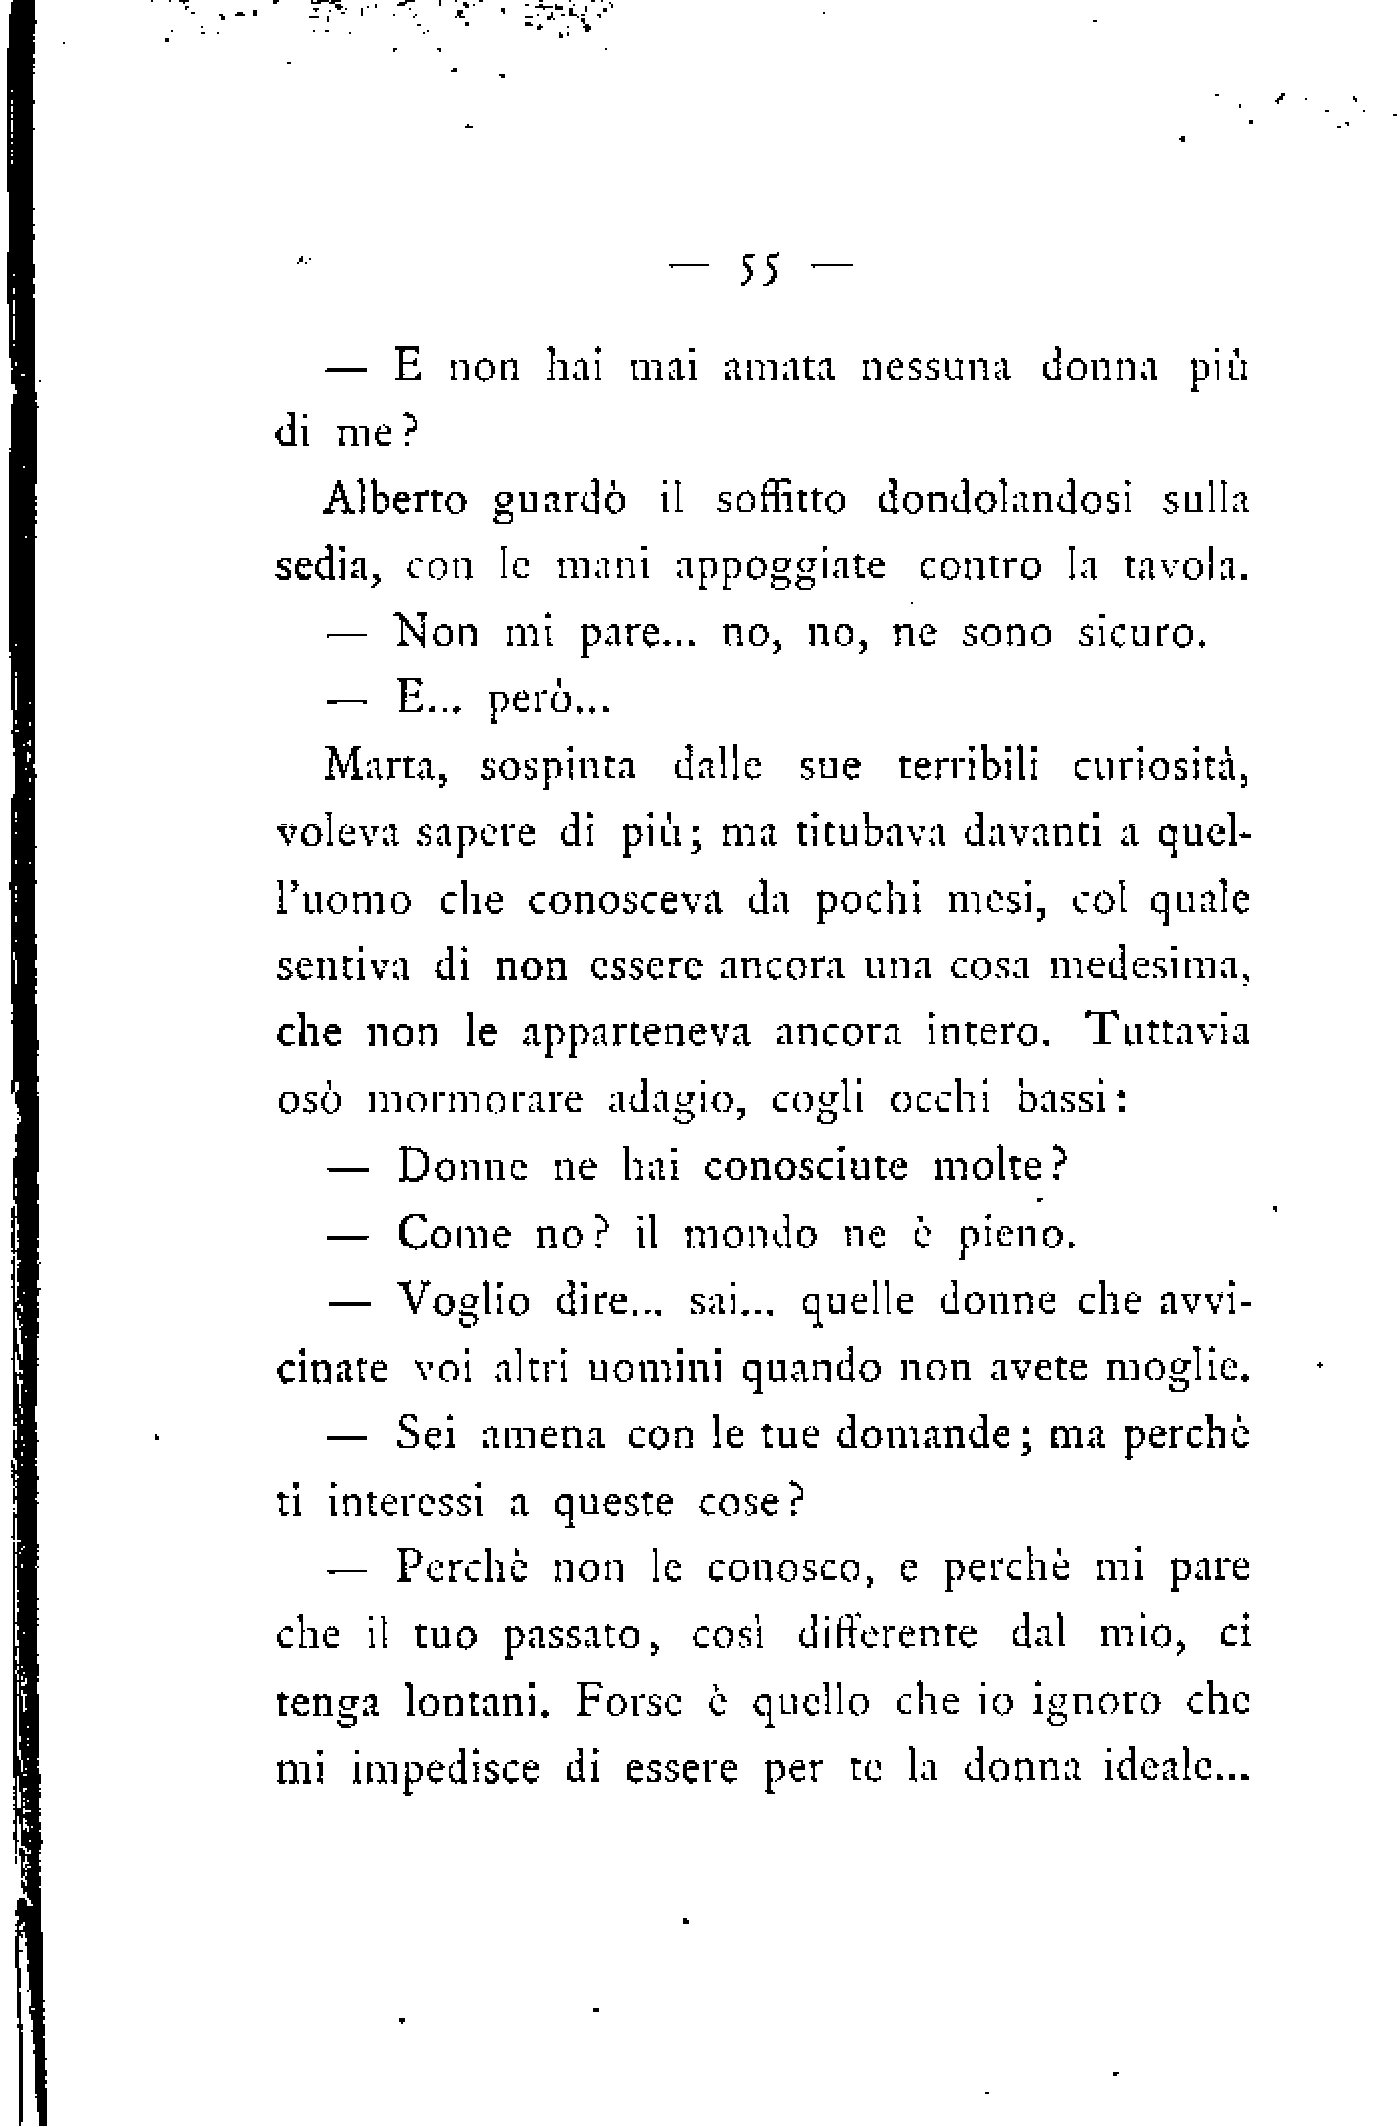 — 55 —
— E non hai mai amata nessuna donna più
di me?
Alberto guardò il soffitto dondolandosi sulla
sedia, con le mani appoggiate contro la tavola.
— Non mi pare... no, no, ne sono sicuro.
— E... però...
Marta, sospinta dalle sue terribili curiosità,
voleva sapere di più; ma titubava davanti a quel-
l'uomo che conosceva da pochi mesi, col quale
sentiva di non essere ancora una cosa medesima,
che non le apparteneva ancora intero. Tuttavia
osò mormorare adagio, cogli occhi bassi:
— Donne ne hai conosciute molte?
— Come no? il mondo ne è pieno.
— Voglio dire... sai... quelle donne che avvi-
cinate voi altri uomini quando non avete moglie.
— Sei amena con le tue domande; ma perchè
ti interessi a queste cose?
— Perchè non le conosco, e perchè mi pare
che il tuo passato, così differente dal mio, ci
tenga lontani. Forse è quello che io ignoro che
mi impedisce di essere per te la donna ideale...